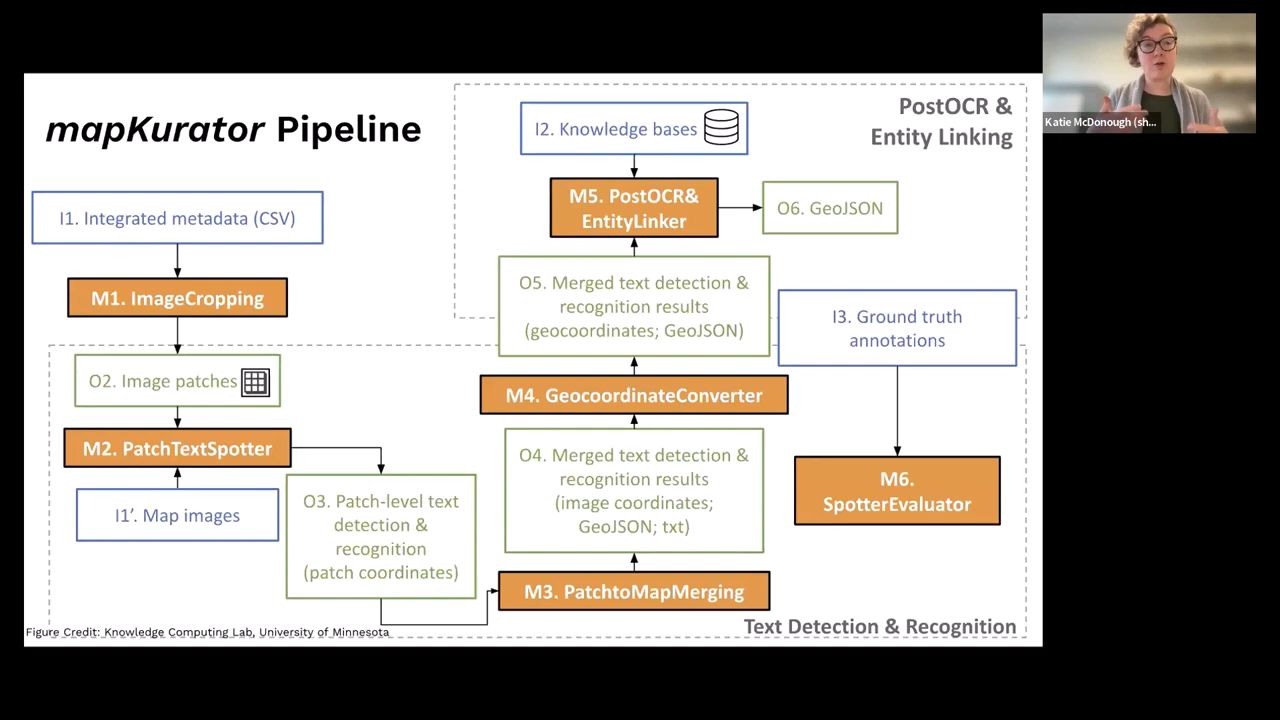 mapKurator Pipeline
I1. Integrated metadata (CSV)
M1. ImageCropping
O2. Image patches
M2. PatchTextSpotter
I1’. Map images
O3. Patch-level text
detection &
recognition
(patch coordinates)
Figure Credit: Knowledge Computing Lab, University of Minnesota
I2. Knowledge bases
PostOCR &
Entity Linking
M5. PostOCR&
EntityLinker
O6. GeoJSON
O5. Merged text detection &
recognition results
(geocoordinates; GeoJSON)
M4. GeocoordinateConverter
O4. Merged text detection &
recognition results
(image coordinates;
GeoJSON; txt)
M3. PatchtoMapMerging
I3. Ground truth
annotations
M6.
SpotterEvaluator
Text Detection & Recognition
Katie McDonough (sh...